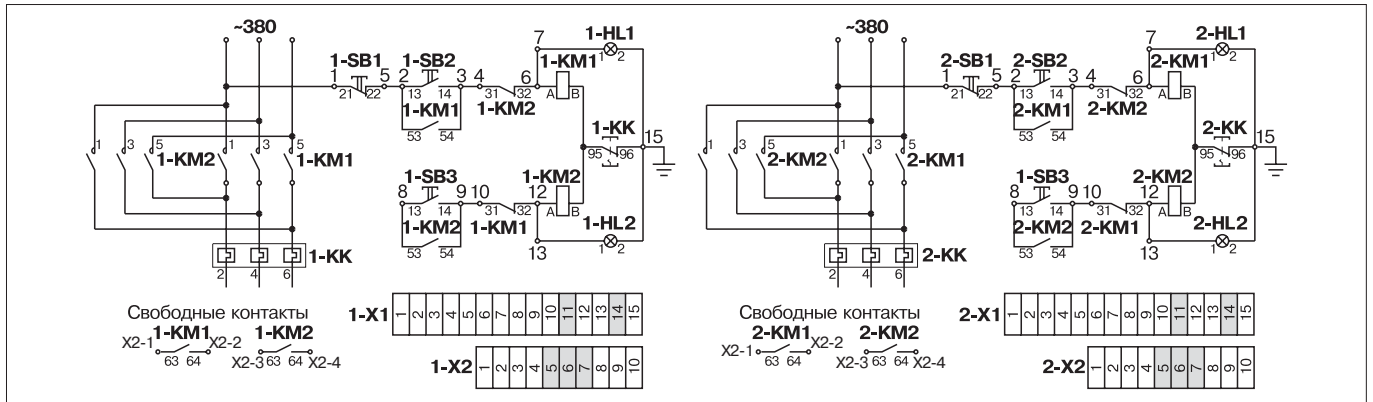 ~380 7 1-HL1
1 2
1-SB1 1-SB2 1-KM1
1 5 2 3 4 6
21 22 13 14 31 32 A B
1-KM1 1-KM2
53 54
1-KK 15
95 96
1 3 5 1-KM2 1 3 5 1-KM1
1-SB3 1-KM2
8 9 10 12
13 14 31 32 A B
1-KM2 1-KM1
53 54
1-HL2
1 2
13
1-KK
2 4 6
Свободные контакты
1-KM1 1-KM2
X2-1 X2-2 X2-3 X2-4
63 64 63 64
1-X1 1 2 3 4 5 6 7 8 9 10 11 12 13 14 15
1-X2 1 2 3 4 5 6 7 8 9 10
~380 7 2-HL1
1 2
2-SB1 2-SB2 2-KM1
1 5 2 3 4 6
21 22 13 14 31 32 A B
2-KM1 2-KM2
53 54
2-KK 15
95 96
1 3 5 2-KM2 1 3 5 2-KM1
1-SB3 2-KM2
8 9 10 12
13 14 31 32 A B
2-KM2 2-KM1
53 54
2-HL2
1 2
13
2-KK
2 4 6
Свободные контакты
2-KM1 2-KM2
X2-1 X2-2 X2-3 X2-4
63 64 63 64
2-X1 1 2 3 4 5 6 7 8 9 10 11 12 13 14 15
2-X2 1 2 3 4 5 6 7 8 9 10